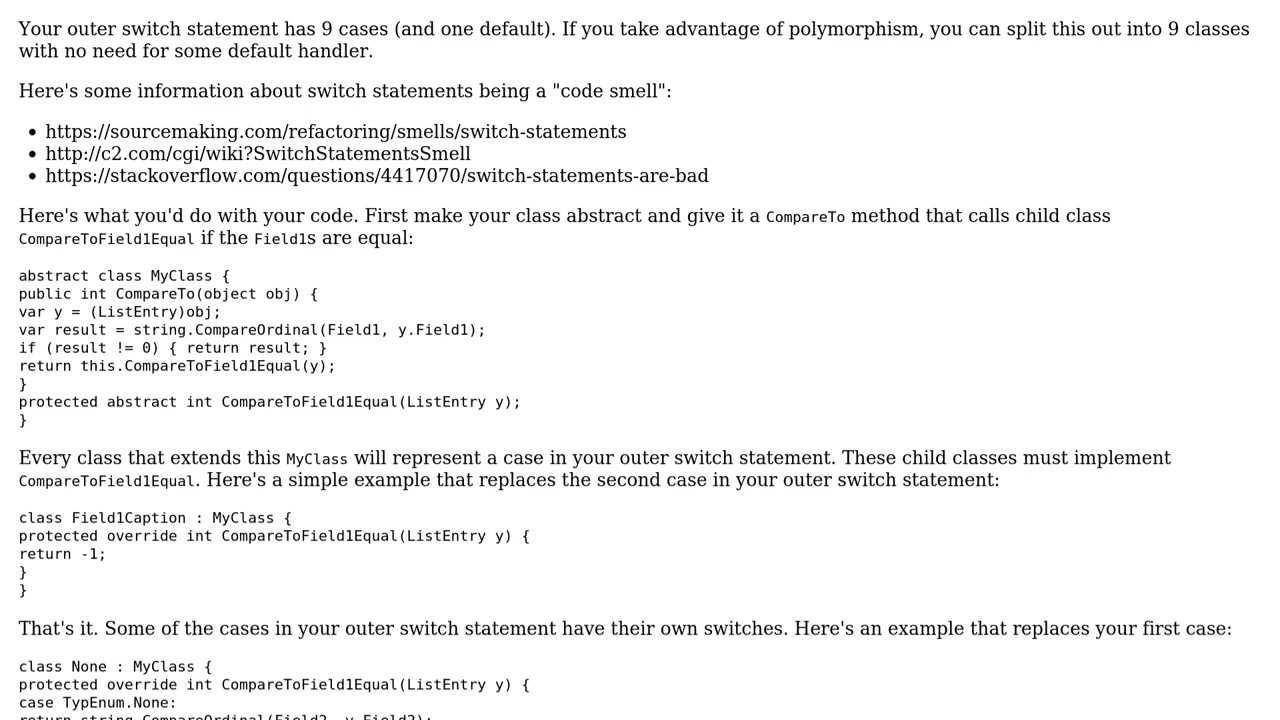 Your outer switch statement has 9 cases (and one default). If you take advantage of polymorphism, you can split this out into 9 classes
with no need for some default handler.
Here's some information about switch statements being a "code smell":
• https://sourcemaking.com/refactoring/smells/switch-statements
• http://c2.com/cgi/wiki?SwitchStatementsSmell
• https://stackoverflow.com/questions/4417070/switch-statements-are-bad
Here's what you'd do with your code. First make your class abstract and give it a CompareTo method that calls child class
CompareToField1Equal if the Field1s are equal:
abstract class MyClass {
public int CompareTo(object obj) {
var y = (ListEntry)obj;
var result = string.CompareOrdinal(Field1, y.Field1);
if (result != 0) { return result; }
return this.CompareToField1Equal(y);
}
protected abstract int CompareToField1Equal(ListEntry y);
}
Every class that extends this MyClass will represent a case in your outer switch statement. These child classes must implement
CompareToField1Equal. Here's a simple example that replaces the second case in your outer switch statement:
class Field1Caption : MyClass {
protected override int CompareToField1Equal(ListEntry y) {
return -1;
}
}
That's it. Some of the cases in your outer switch statement have their own switches. Here's an example that replaces your first case:
class None : MyClass {
protected override int CompareToField1Equal(ListEntry y) {
case TypEnum.None:
return string.CompareOrdinal(Field2, y.Field2);